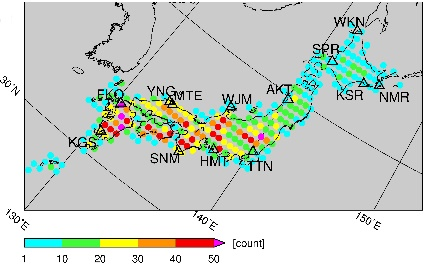 WKN
SPR
KSR
NMR
AKT
YNG
MTE
WJM
FKO
KGS
SNM
HMT
TTN
30˚N
130˚E
140˚E
150˚E
[count]
1 10 20 30 40 50